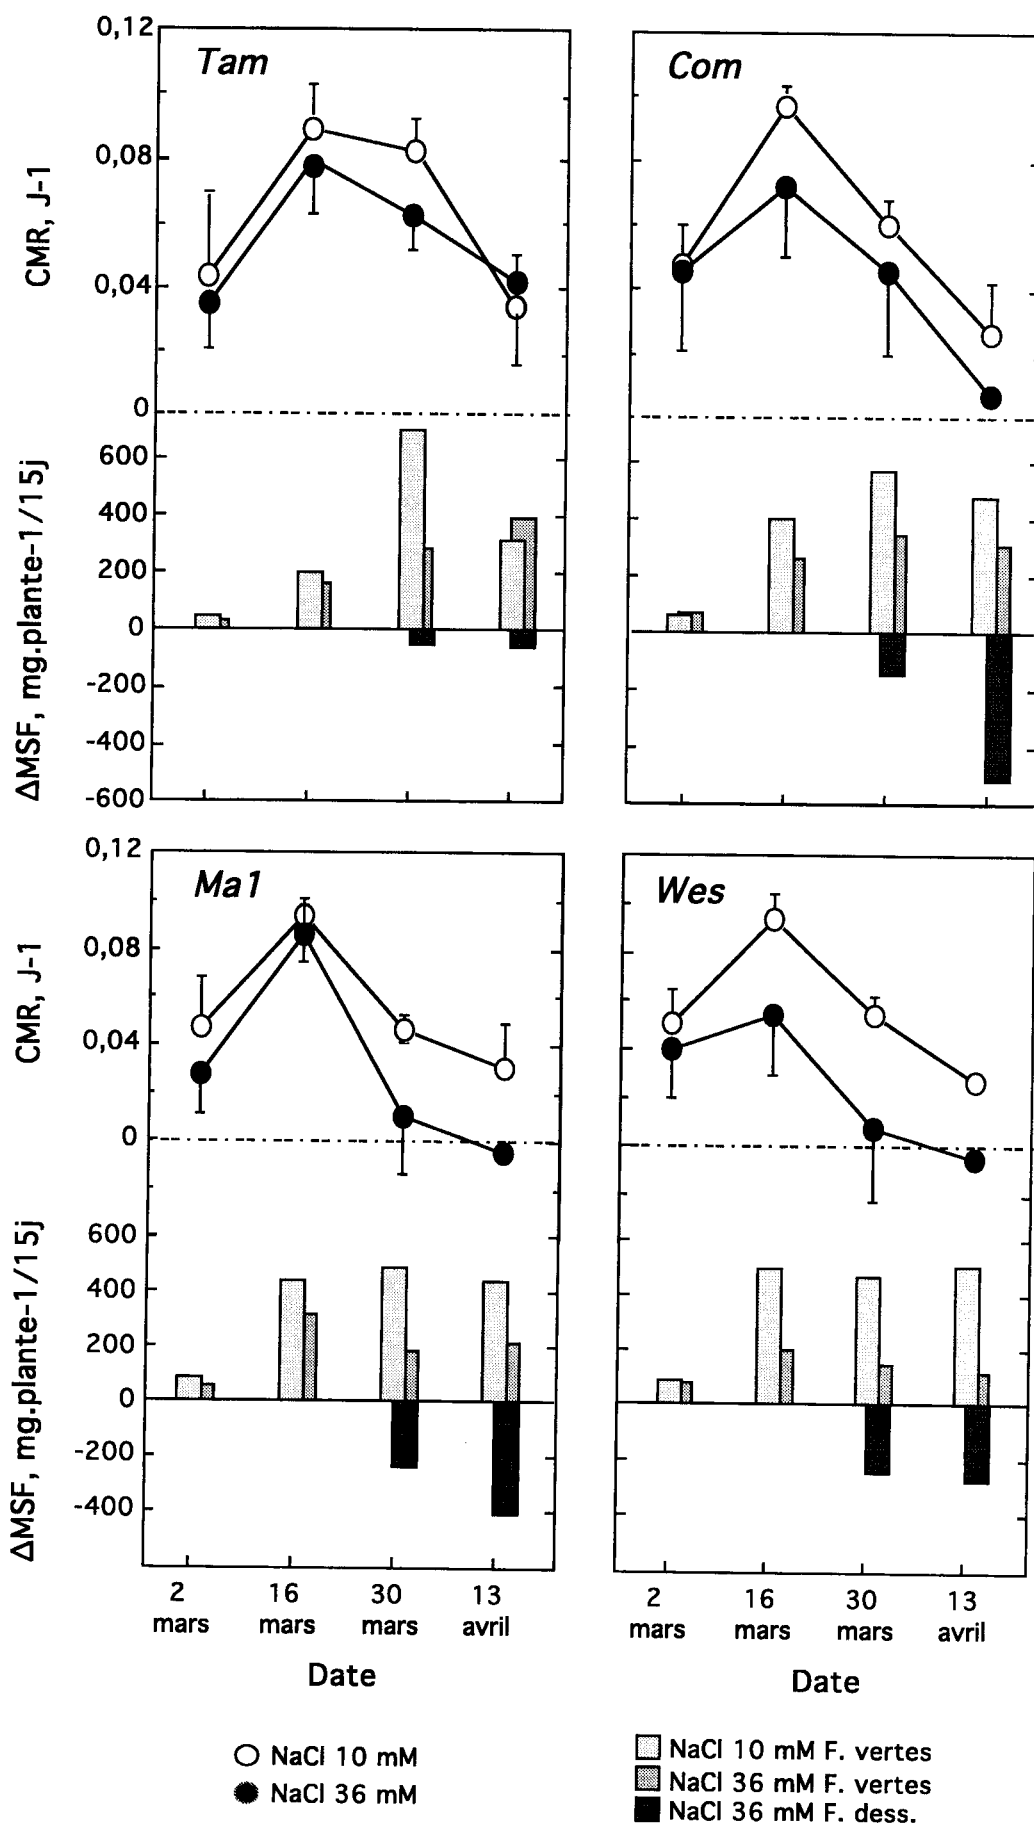 Tam
Com
0,12
0,08
0,04
0
CMR, J-1
600
400
200
0
-200
-400
-600
ΔMSF, mg.plante-1/15j
Ma1
Wes
0,12
0,08
0,04
0
CMR, J-1
600
400
200
0
-200
-400
ΔMSF, mg.plante-1/15j
2 16 30 13
mars mars mars avril
Date
2 16 30 13
mars mars mars avril
Date
NaCl 10 mM
NaCl 36 mM
NaCl 10 mM F. vertes
NaCl 36 mM F. vertes
NaCl 36 mM F. dess.